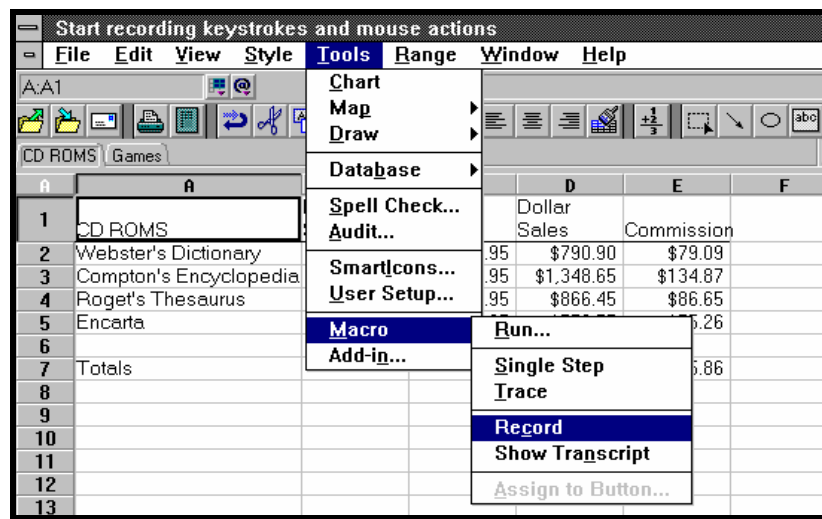 Start recording keystrokes and mouse actions
File Edit View Style Tools Range Window Help
A:A1
CD ROMS Games
A A D E F
Chart
Map
Draw
Database
Spell Check...
Audit...
SmartIcons...
User Setup...
Macro
Add-in...
Run...
Single Step
Trace
Record
Show Transcript
Assign to Button...
1 CD ROMS Dollar Sales Commission
2 Webster's Dictionary .95 $790.90 $79.09
3 Compton's Encyclopedia .95 $1,348.65 $134.87
4 Roget's Thesaurus .95 $866.45 $86.65
5 Encarta 5.26
6
7 Totals 5.86
8
9
10
11
12
13